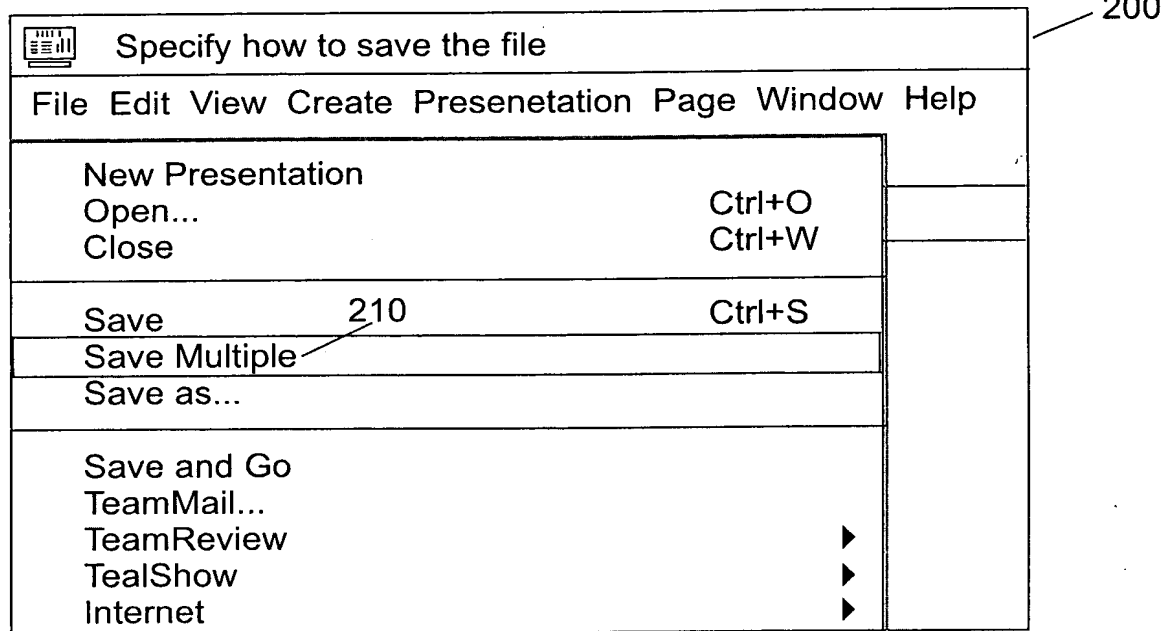 200
Specify how to save the file
File Edit View Create Presenetation Page Window Help
New Presentation
Open... Ctrl+O
Close Ctrl+W
Save 210 Ctrl+S
Save Multiple
Save as...
Save and Go
TeamMail...
TeamReview
TealShow
Internet